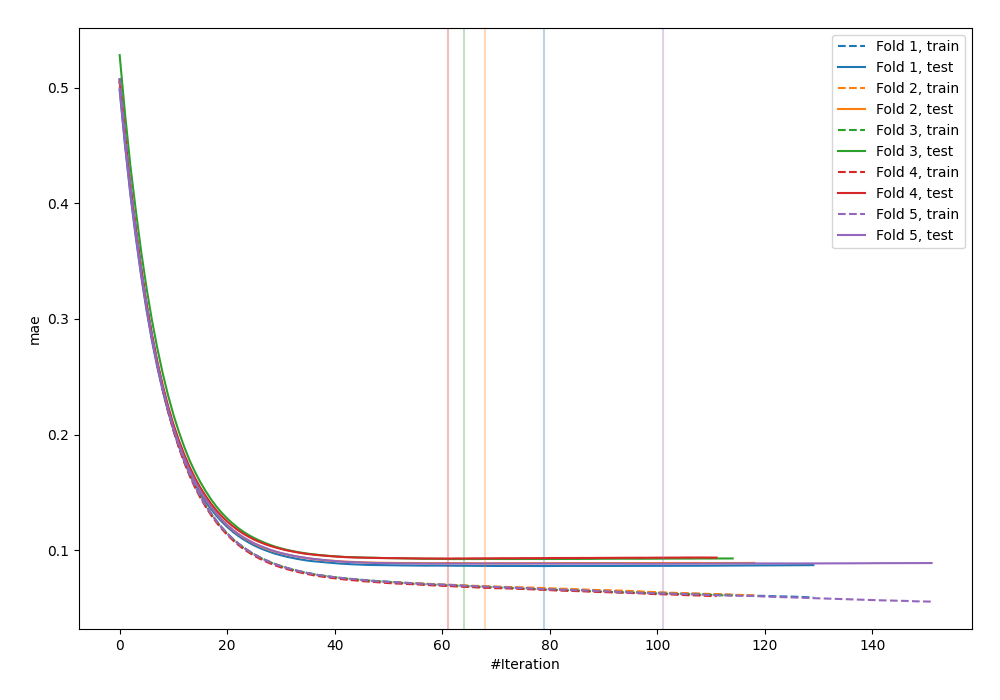 0.5
0.4
0.3
0.2
0.1
mae
0
20
40
60
80
100
120
140
#Iteration
Fold 1, train
Fold 1, test
Fold 2, train
Fold 2, test
Fold 3, train
Fold 3, test
Fold 4, train
Fold 4, test
Fold 5, train
Fold 5, test